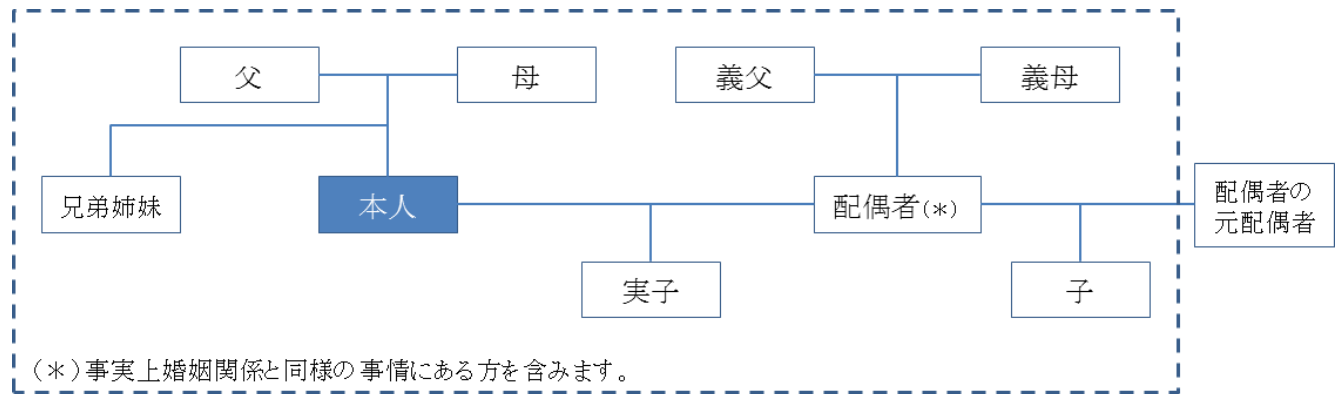 父
母
義父
義母
兄弟姉妹
本人
配偶者(＊)
配偶者の
元配偶者
実子
子
(＊)事実上婚姻関係と同様の事情にある方を含みます。